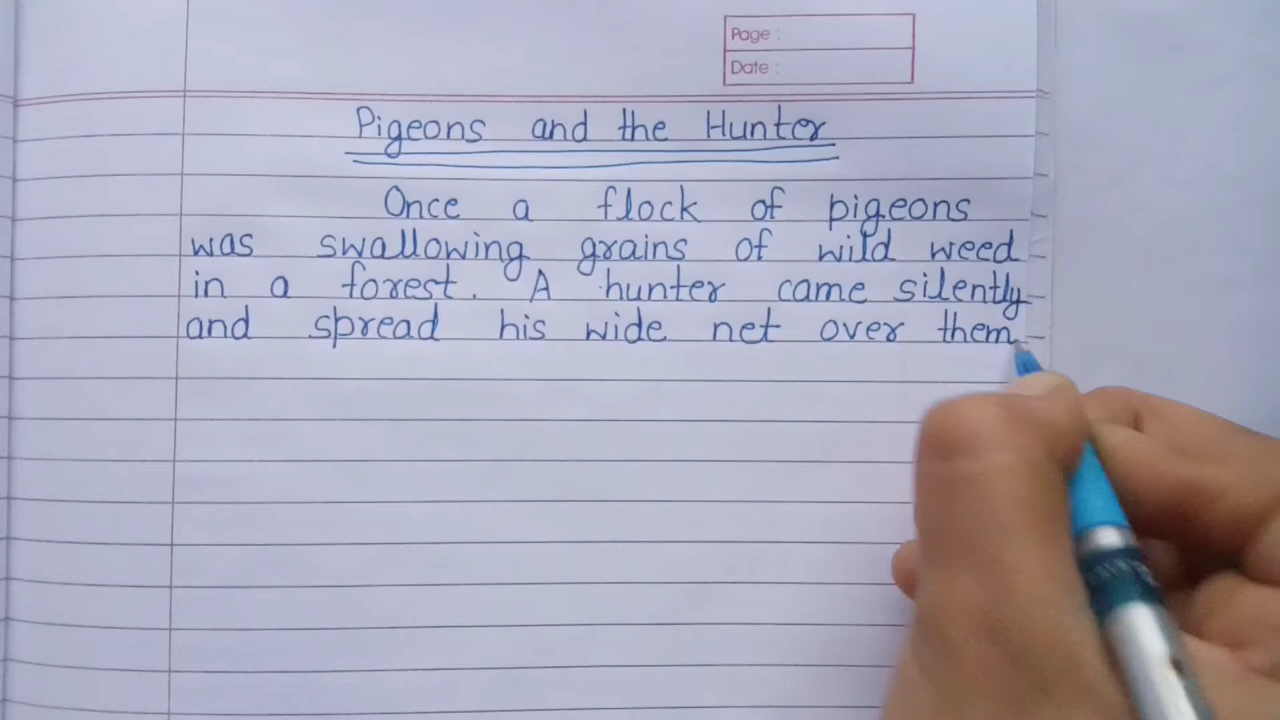 Page :
Date :
Pigeons and the Hunter
Once a flock of pigeons
was swallowing grains of wild weed
in a forest. A hunter came silently
and spread his wide net over them.